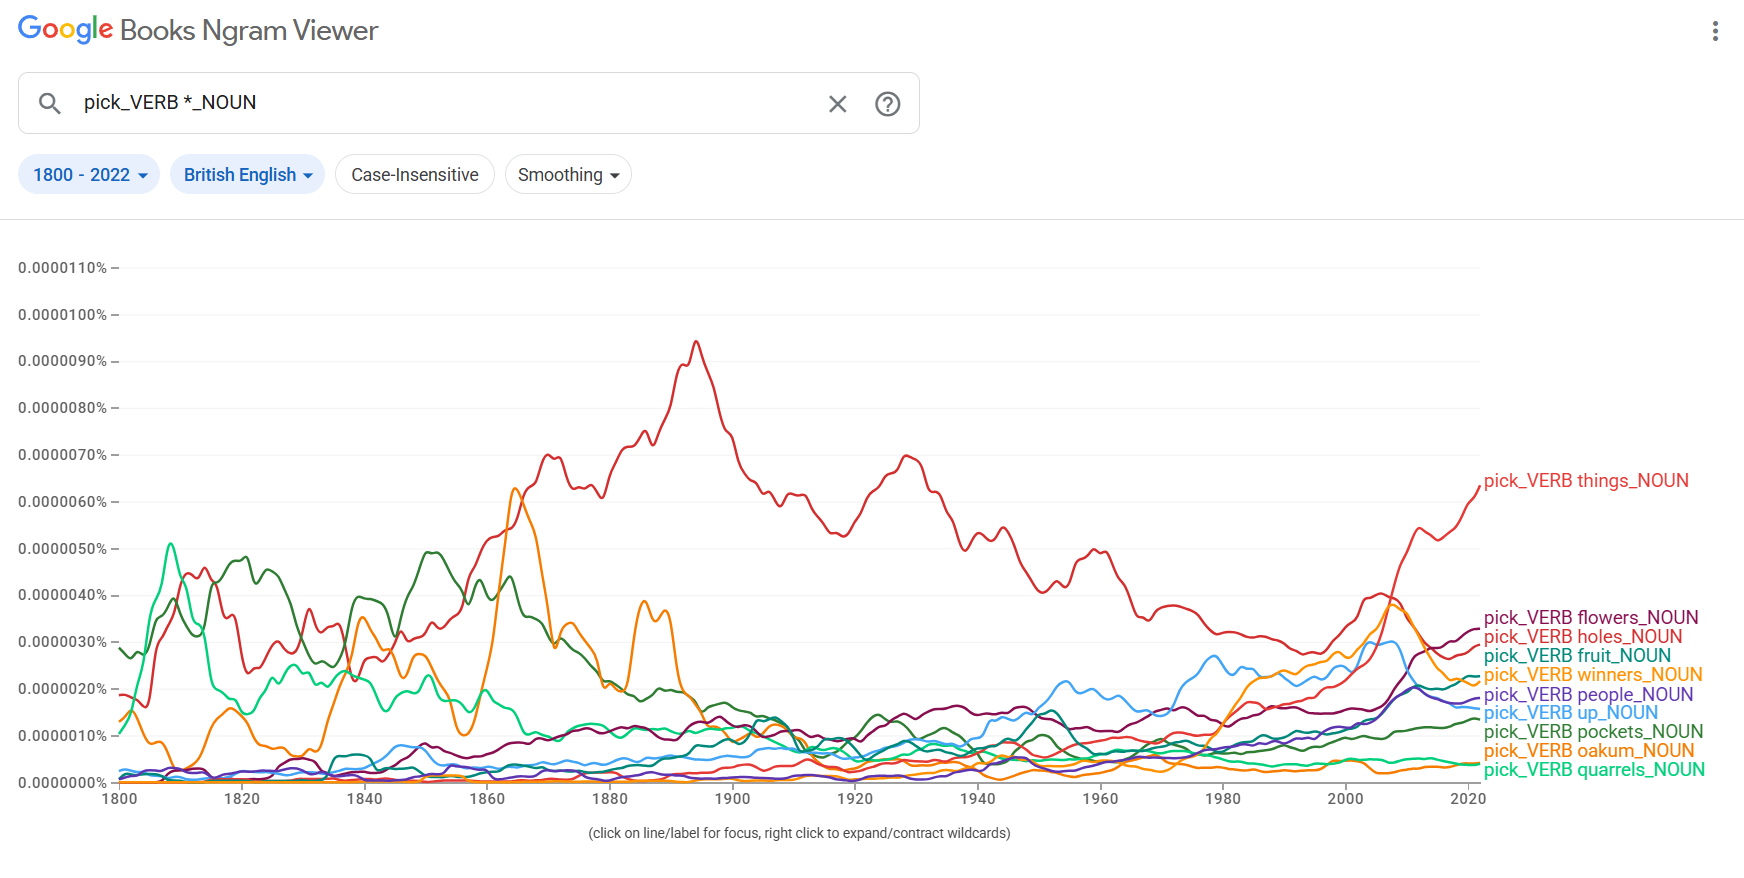 Google Books Ngram Viewer
pick_VERB *_NOUN
1800 - 2022 British English Case-Insensitive Smoothing
0.0000110%
0.0000100%
0.0000090%
0.0000080%
0.0000070%
0.0000060%
0.0000050%
0.0000040%
0.0000030%
0.0000020%
0.0000010%
0.0000000%
pick_VERB things_NOUN
pick_VERB flowers_NOUN
pick_VERB holes_NOUN
pick_VERB fruit_NOUN
pick_VERB winners_NOUN
pick_VERB people_NOUN
pick_VERB up_NOUN
pick_VERB pockets_NOUN
pick_VERB oakum_NOUN
pick_VERB quarrels_NOUN
1800 1820 1840 1860 1880 1900 1920 1940 1960 1980 2000 2020
(click on line/label for focus, right click to expand/contract wildcards)